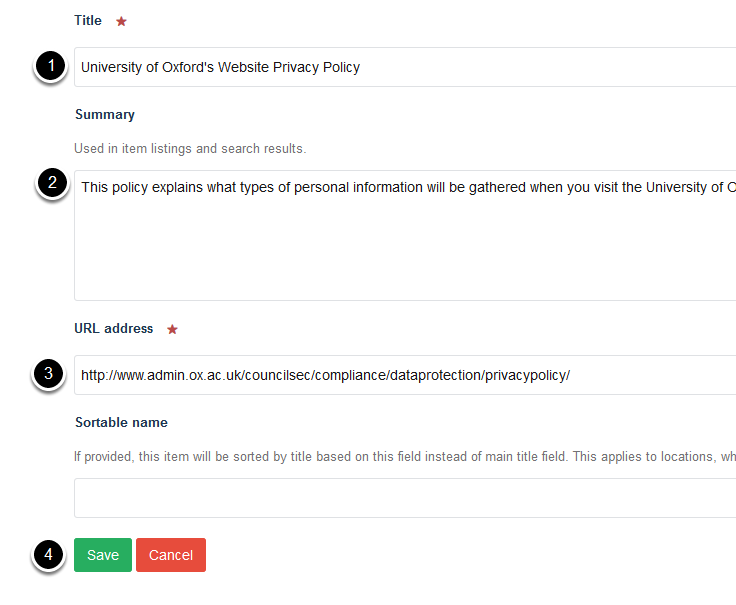 Title ★
1 University of Oxford's Website Privacy Policy
Summary
Used in item listings and search results.
2 This policy explains what types of personal information will be gathered when you visit the University of O
URL address ★
3 http://www.admin.ox.ac.uk/councilsec/compliance/dataprotection/privacypolicy/
Sortable name
If provided, this item will be sorted by title based on this field instead of main title field. This applies to locations, wh
4 Save Cancel